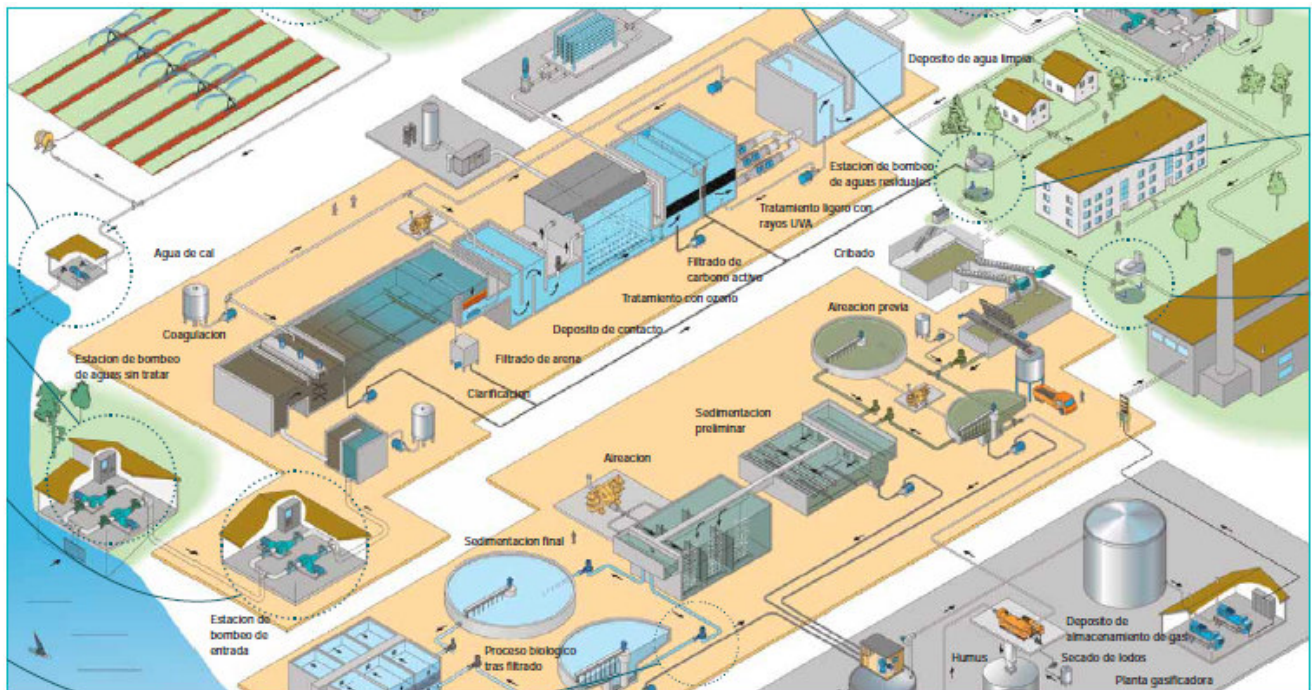 Deposito de agua limpia
Estacion de bombeo
de aguas residuales
Tratamiento ligero con
rayos UVA
Agua de cal
Filtrado de
carbono activo
Cribado
Tratamiento con ozono
Aireacion previa
Coagulacion
Deposito de contacto
Estacion de bombeo
de aguas sin tratar
Filtrado de arena
Clarificacion
Sedimentacion
preliminar
Aireacion
Sedimentacion final
Estacion de
bombeo de
entrada
Proceso biologico
tras filtrado
Deposito de
almacenamiento de gas
Humus
Secado de lodos
Planta gasificadora